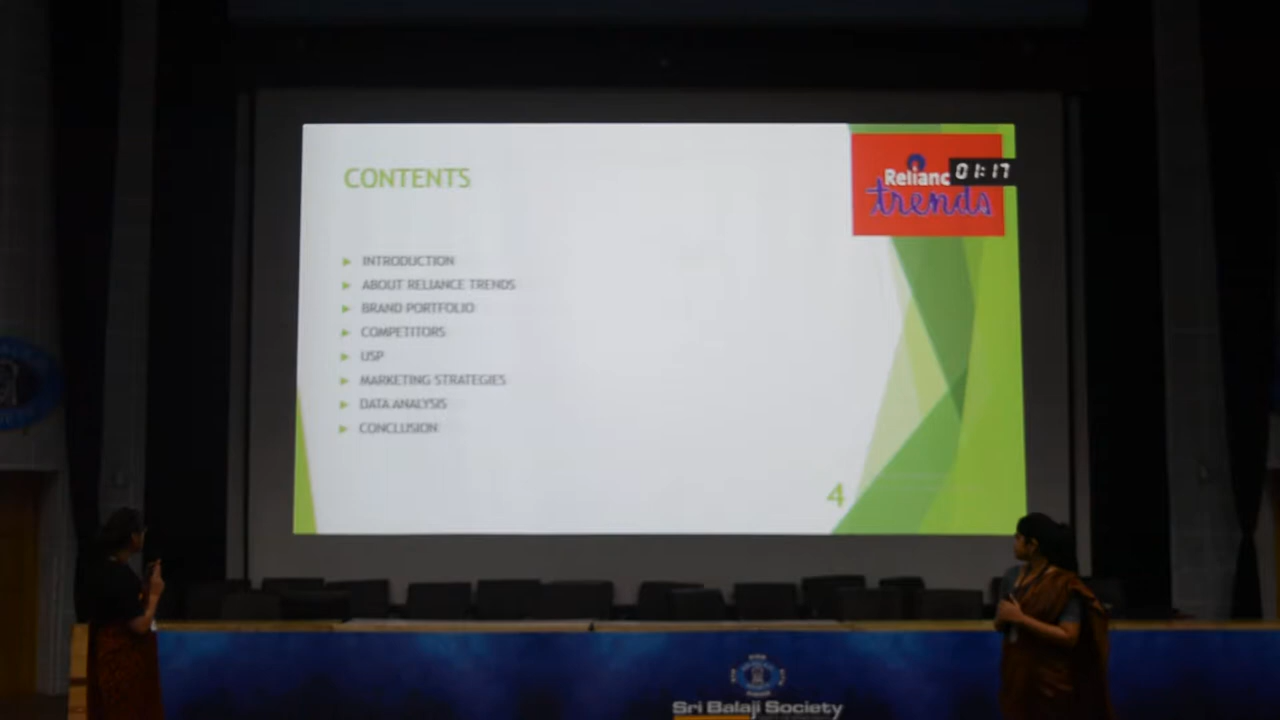 CONTENTS
Relianc
trends
01:17
INTRODUCTION
ABOUT RELIANCE TRENDS
BRAND PORTFOLIO
COMPETITORS
USP
MARKETING STRATEGIES
DATA ANALYSIS
CONCLUSION
4
Sri Balaji Society